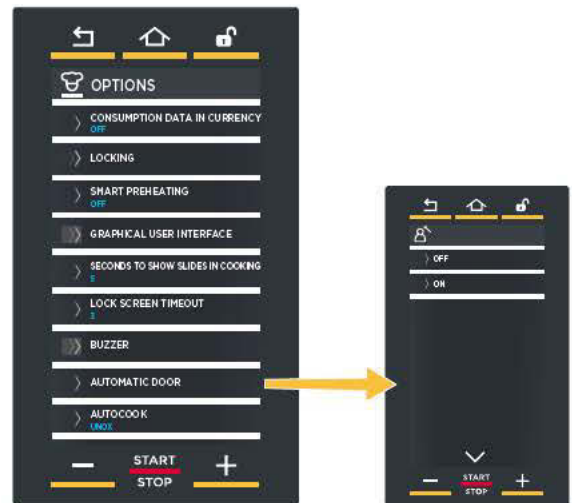 OPTIONS
CONSUMPTION DATA IN CURRENCY
OFF
LOCKING
SMART PREHEATING
OFF
GRAPHICAL USER INTERFACE
SECONDS TO SHOW SLIDES IN COOKING
5
LOCK SCREEN TIMEOUT
3
BUZZER
AUTOMATIC DOOR
AUTOCOOK
UNOX
START
STOP
OFF
ON
START
STOP